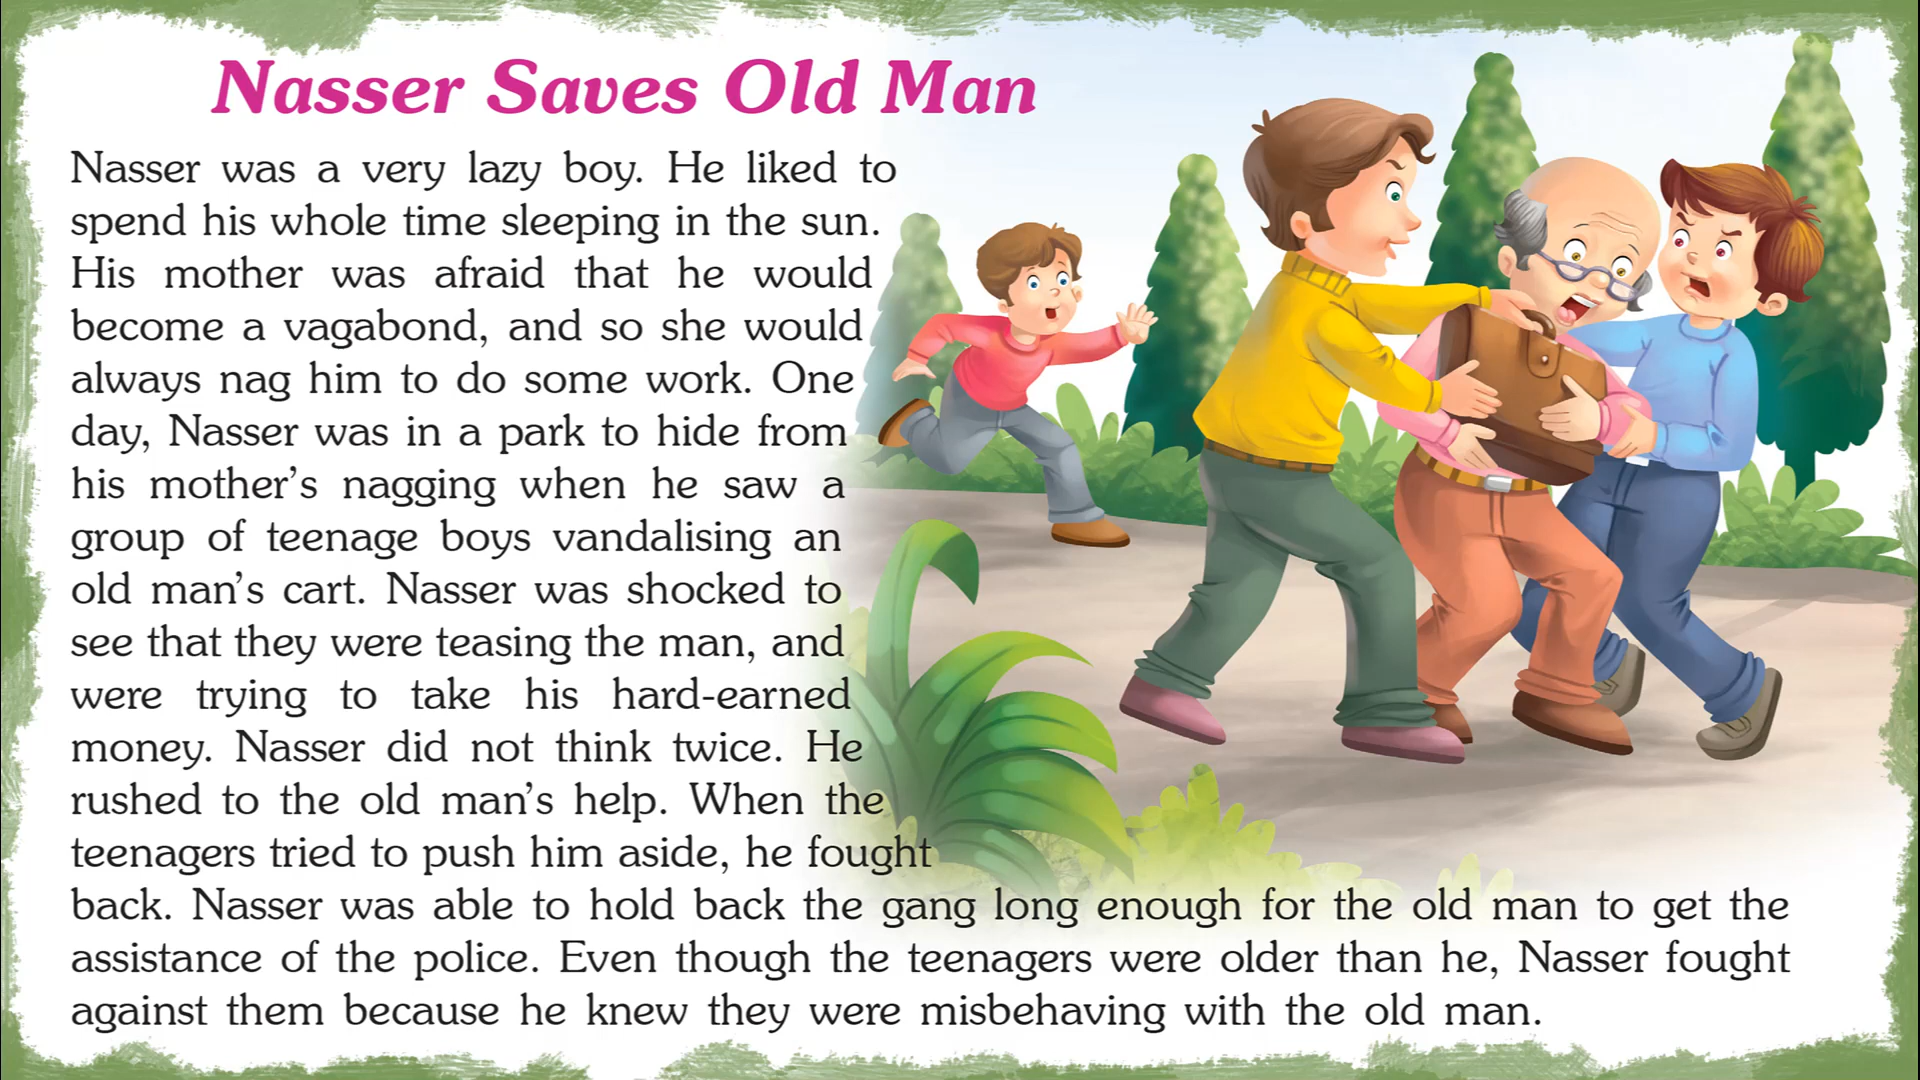 Nasser Saves Old Man
Nasser was a very lazy boy. He liked to
spend his whole time sleeping in the sun.
His mother was afraid that he would
become a vagabond, and so she would
always nag him to do some work. One
day, Nasser was in a park to hide from
his mother’s nagging when he saw a
group of teenage boys vandalising an
old man’s cart. Nasser was shocked to
see that they were teasing the man, and
were trying to take his hard-earned
money. Nasser did not think twice. He
rushed to the old man’s help. When the
teenagers tried to push him aside, he fought
back. Nasser was able to hold back the gang long enough for the old man to get the
assistance of the police. Even though the teenagers were older than he, Nasser fought
against them because he knew they were misbehaving with the old man.